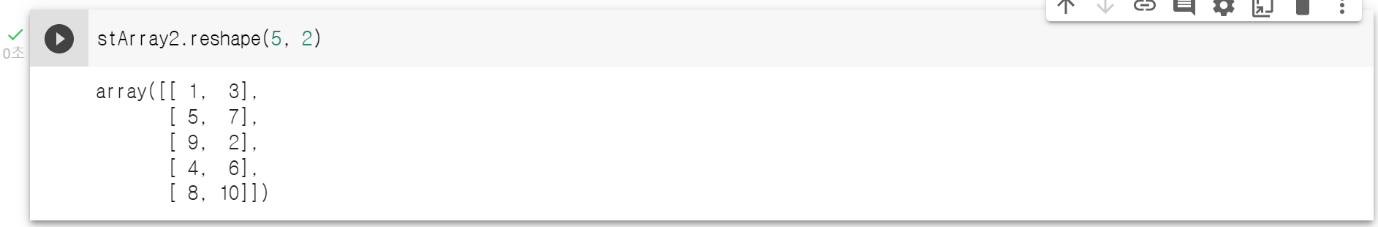 stArray2.reshape(5, 2)
0초
array([[ 1,  3],
       [ 5,  7],
       [ 9,  2],
       [ 4,  6],
       [ 8, 10]])